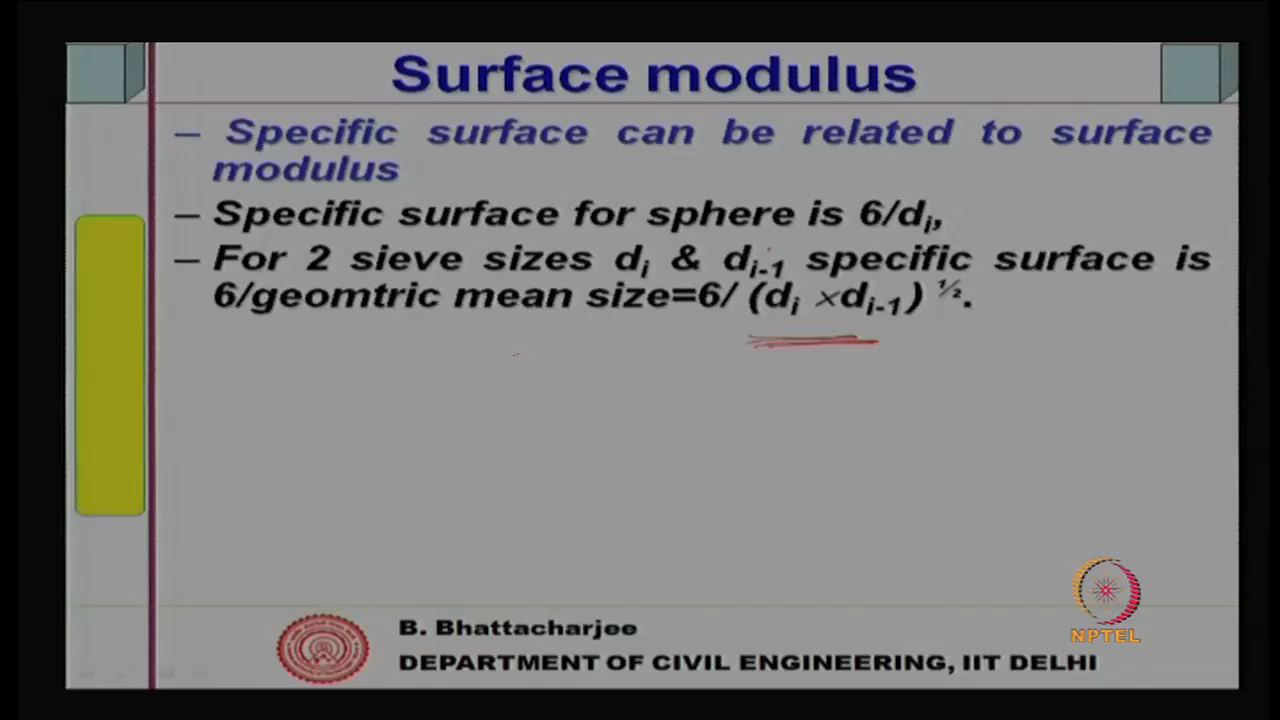 Surface modulus
– Specific surface can be related to surface
modulus
– Specific surface for sphere is 6/dᵢ,
– For 2 sieve sizes dᵢ & dᵢ₋₁ specific surface is
6/geomtric mean size=6/ (dᵢ ×dᵢ₋₁) ½.
B. Bhattacharjee
DEPARTMENT OF CIVIL ENGINEERING, IIT DELHI
NPTEL